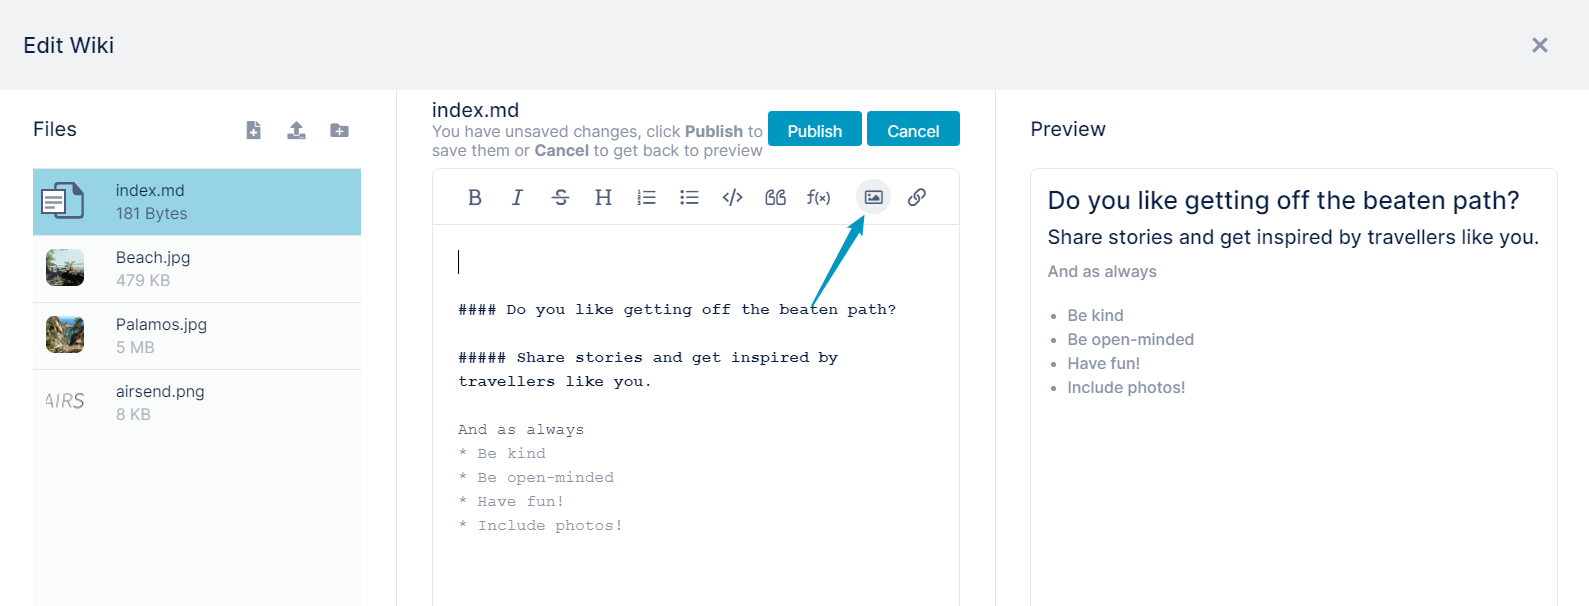 Edit Wiki
Files
index.md
181 Bytes
Beach.jpg
479 KB
Palamos.jpg
5 MB
AIRS
airsend.png
8 KB
index.md
You have unsaved changes, click Publish to
save them or Cancel to get back to preview
Publish
Cancel
B I S H </> f(x)
#### Do you like getting off the beaten path?
##### Share stories and get inspired by
travellers like you.
And as always
* Be kind
* Be open-minded
* Have fun!
* Include photos!
Preview
Do you like getting off the beaten path?
Share stories and get inspired by travellers like you.
And as always
• Be kind
• Be open-minded
• Have fun!
• Include photos!